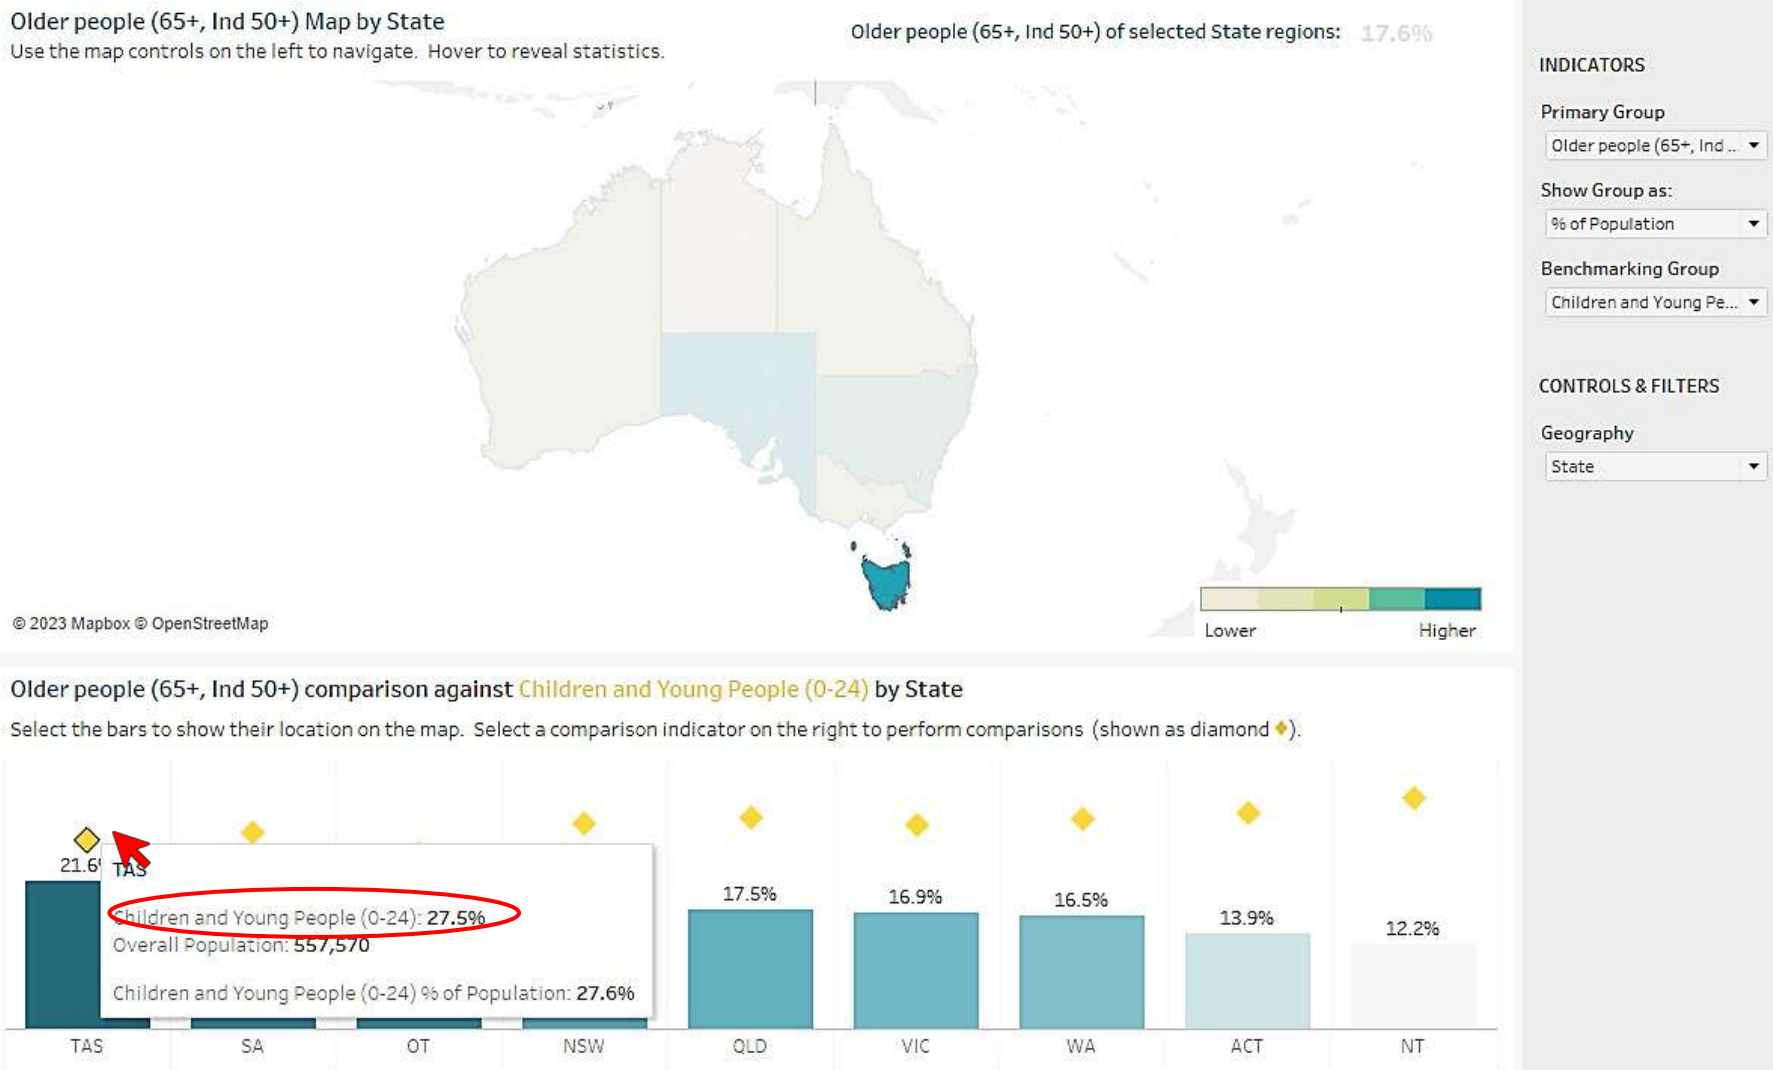 Older people (65+, Ind 50+) Map by State
Older people (65+, Ind 50+) of selected State regions: 17.6%
Use the map controls on the left to navigate. Hover to reveal statistics.
INDICATORS
Primary Group
Older people (65+, Ind ...
Show Group as:
% of Population
Benchmarking Group
Children and Young Pe...
CONTROLS & FILTERS
Geography
State
© 2023 Mapbox © OpenStreetMap
Lower Higher
Older people (65+, Ind 50+) comparison against Children and Young People (0-24) by State
Select the bars to show their location on the map. Select a comparison indicator on the right to perform comparisons (shown as diamond ♦).
21.6
TAS
Children and Young People (0-24): 27.5%
Overall Population: 557,570
Children and Young People (0-24) % of Population: 27.6%
17.5%
16.9%
16.5%
13.9%
12.2%
TAS SA OT NSW QLD VIC WA ACT NT